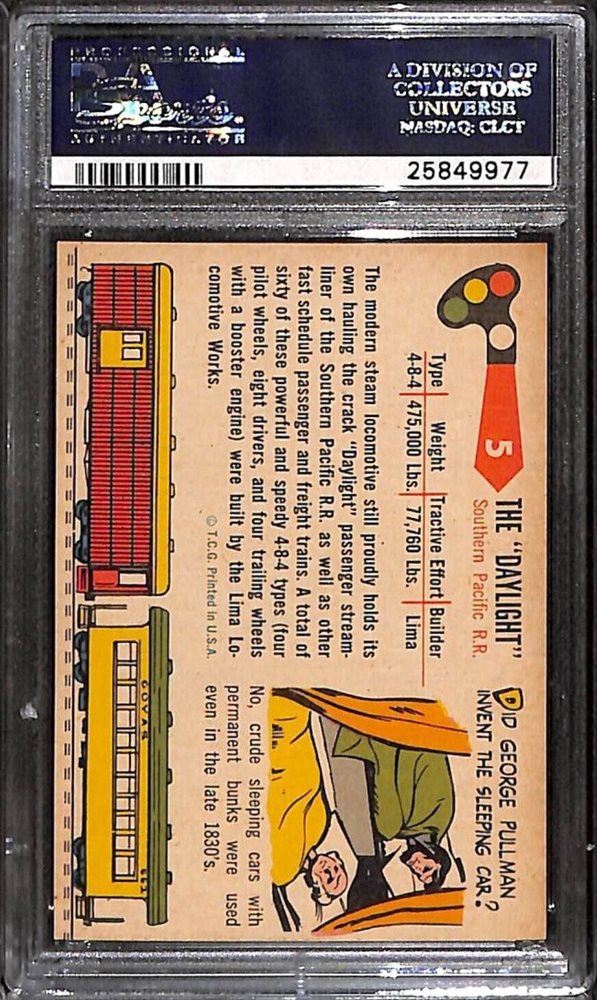 PROFESSIONAL
PSA
Sports
AUTHENTICATOR
A DIVISION OF
COLLECTORS
UNIVERSE
NASDAQ: CLCT
25849977
5
THE "DAYLIGHT"
Southern Pacific R.R.
Type Weight Tractive Effort Builder
4-8-4 475,000 Lbs. 77,760 Lbs. Lima
The modern steam locomotive still proudly holds its
own hauling the crack "Daylight" passenger stream-
liner of the Southern Pacific R.R. as well as other
fast schedule passenger and freight trains. A total of
sixty of these powerful and speedy 4-8-4 types (four
pilot wheels, eight drivers, and four trailing wheels
with a booster engine) were built by the Lima Lo-
comotive Works.
© T.C.G. Printed in U.S.A.
DID GEORGE PULLMAN
INVENT THE SLEEPING CAR?
No, crude sleeping cars with
permanent bunks were used
even in the late 1830's.